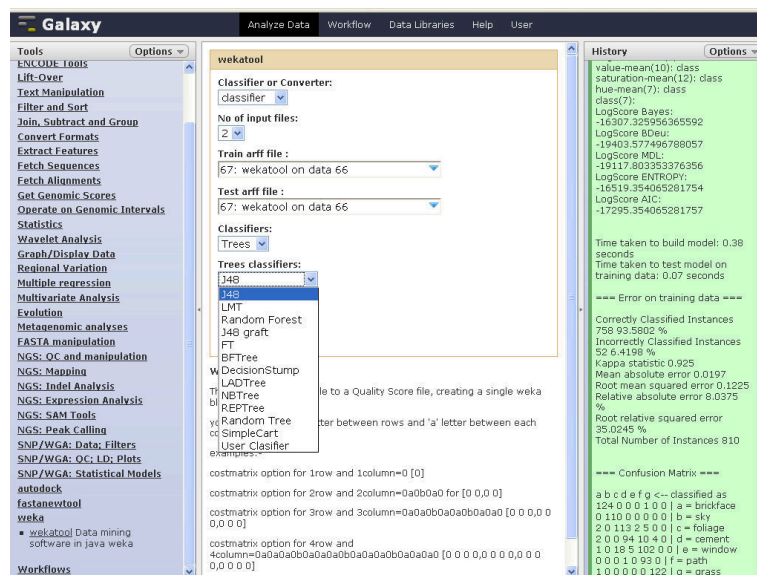 Galaxy
Analyze Data Workflow Data Libraries Help User
Tools Options
ENCODE Tools
Lift-Over
Text Manipulation
Filter and Sort
Join, Subtract and Group
Convert Formats
Extract Features
Fetch Sequences
Fetch Alignments
Get Genomic Scores
Operate on Genomic Intervals
Statistics
Wavelet Analysis
Graph/Display Data
Regional Variation
Multiple regression
Multivariate Analysis
Evolution
Metagenomic analyses
FASTA manipulation
NGS: QC and manipulation
NGS: Mapping
NGS: Indel Analysis
NGS: Expression Analysis
NGS: SAM Tools
NGS: Peak Calling
SNP/WGA: Data; Filters
SNP/WGA: QC; LD; Plots
SNP/WGA: Statistical Models
autodock
fastanewtool
weka
wekatool Data mining
software in java weka
Workflows
wekatool
Classifier or Converter:
classifier
No of input files:
2
Train arff file :
67: wekatool on data 66
Test arff file :
67: wekatool on data 66
Classifiers:
Trees
Trees classifiers:
J48
J48
LMT
Random Forest
J48 graft
FT
BFTree
DecisionStump
LADTree
NBTree
REPTree
Random Tree
SimpleCart
User Clasifier
le to a Quality Score file, creating a single weka
tter between rows and 'a' letter between each
examples:-
costmatrix option for 1row and 1column=0 [0]
costmatrix option for 2row and 2column=0a0b0a0 for [0 0,0 0]
costmatrix option for 3row and 3column=0a0a0b0a0a0b0a0a0 [0 0 0,0 0
0,0 0 0]
costmatrix option for 4row and
4column=0a0a0a0b0a0a0a0b0a0a0a0b0a0a0a0 [0 0 0 0,0 0 0 0,0 0 0
0,0 0 0 0]
History Options
value-mean(10): class
saturation-mean(12): class
hue-mean(7): class
class(7):
LogScore Bayes:
-16307.325956365592
LogScore BDeu:
-19403.577496788057
LogScore MDL:
-19117.803353376356
LogScore ENTROPY:
-16519.354065281754
LogScore AIC:
-17295.354065281757
Time taken to build model: 0.38
seconds
Time taken to test model on
training data: 0.07 seconds
=== Error on training data ===
Correctly Classified Instances
758 93.5802 %
Incorrectly Classified Instances
52 6.4198 %
Kappa statistic 0.925
Mean absolute error 0.0197
Root mean squared error 0.1225
Relative absolute error 8.0375
%
Root relative squared error
35.0245 %
Total Number of Instances 810
=== Confusion Matrix ===
a b c d e f g <-- classified as
124 0 0 0 1 0 0 | a = brickface
0 110 0 0 0 0 0 | b = sky
2 0 113 2 5 0 0 | c = foliage
2 0 0 94 10 4 0 | d = cement
1 0 18 5 102 0 0 | e = window
0 0 0 1 0 93 0 | f = path
1 0 0 0 0 0 122 | g = grass